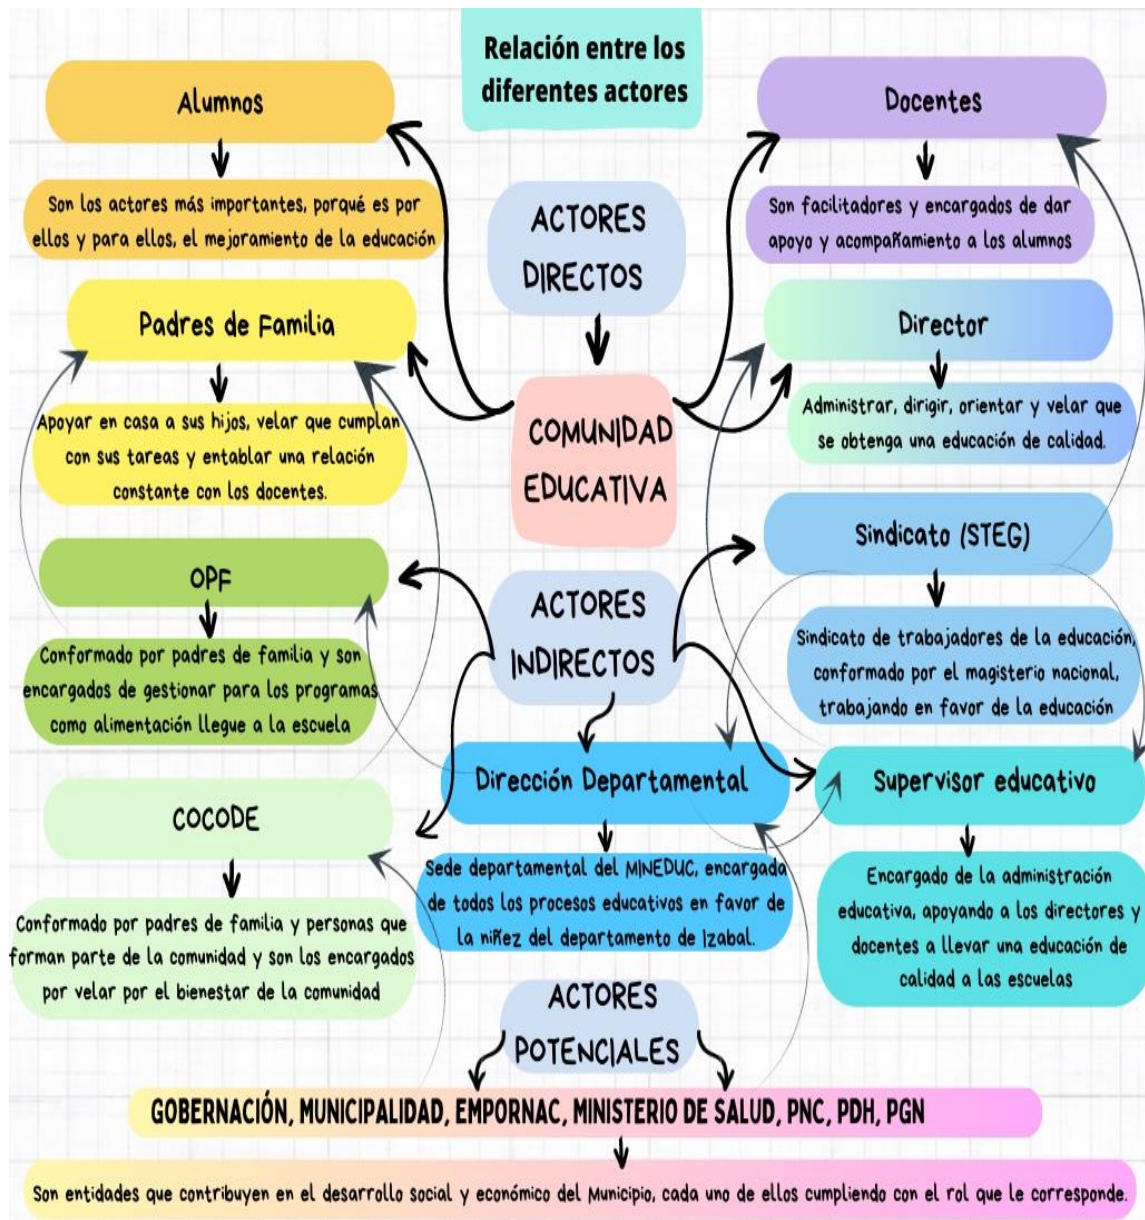 Relación entre los
diferentes actores
Alumnos
Son los actores más importantes, porqué es por
ellos y para ellos, el mejoramiento de la educación
Docentes
Son facilitadores y encargados de dar
apoyo y acompañamiento a los alumnos
ACTORES
DIRECTOS
Padres de Familia
Apoyar en casa a sus hijos, velar que cumplan
con sus tareas y entablar una relación
constante con los docentes.
Director
Administrar, dirigir, orientar y velar que
se obtenga una educación de calidad.
COMUNIDAD
EDUCATIVA
OPF
Conformado por padres de familia y son
encargados de gestionar para los programas
como alimentación llegue a la escuela
ACTORES
INDIRECTOS
Sindicato (STEG)
Sindicato de trabajadores de la educación,
conformado por el magisterio nacional,
trabajando en favor de la educación
COCODE
Conformado por padres de familia y personas que
forman parte de la comunidad y son los encargados
por velar por el bienestar de la comunidad
Dirección Departamental
Sede departamental del MINEDUC, encargada
de todos los procesos educativos en favor de
la niñez del departamento de Izabal.
Supervisor educativo
Encargado de la administración
educativa, apoyando a los directores y
docentes a llevar una educación de
calidad a las escuelas
ACTORES
POTENCIALES
GOBERNACIÓN, MUNICIPALIDAD, EMPORNAC, MINISTERIO DE SALUD, PNC, PDH, PGN
Son entidades que contribuyen en el desarrollo social y económico del Municipio, cada uno de ellos cumpliendo con el rol que le corresponde.